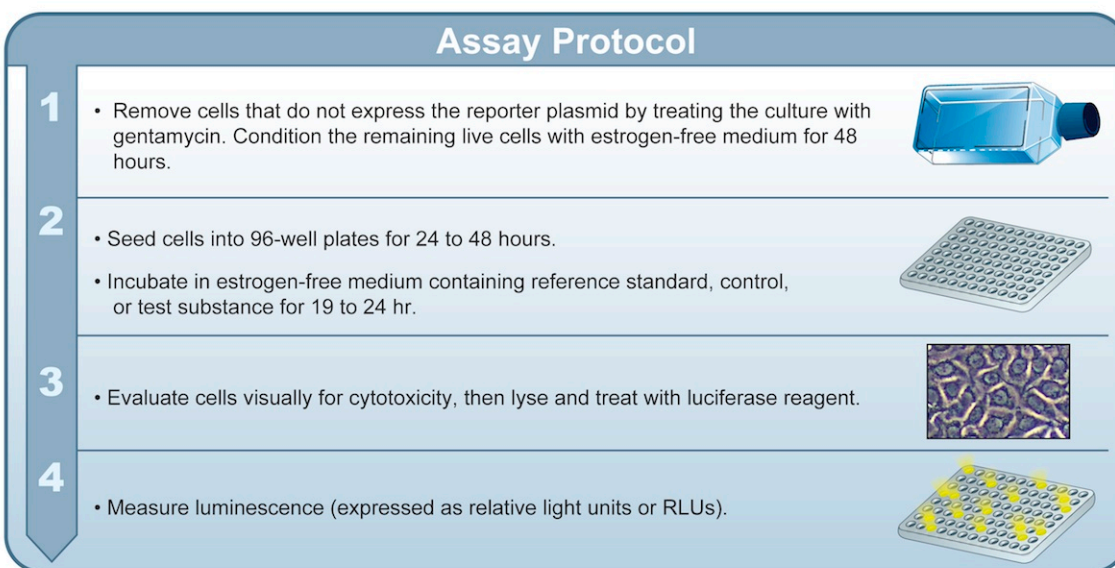 Assay Protocol
1
• Remove cells that do not express the reporter plasmid by treating the culture with
gentamycin. Condition the remaining live cells with estrogen-free medium for 48
hours.
2
• Seed cells into 96-well plates for 24 to 48 hours.
• Incubate in estrogen-free medium containing reference standard, control,
or test substance for 19 to 24 hr.
3
• Evaluate cells visually for cytotoxicity, then lyse and treat with luciferase reagent.
4
• Measure luminescence (expressed as relative light units or RLUs).